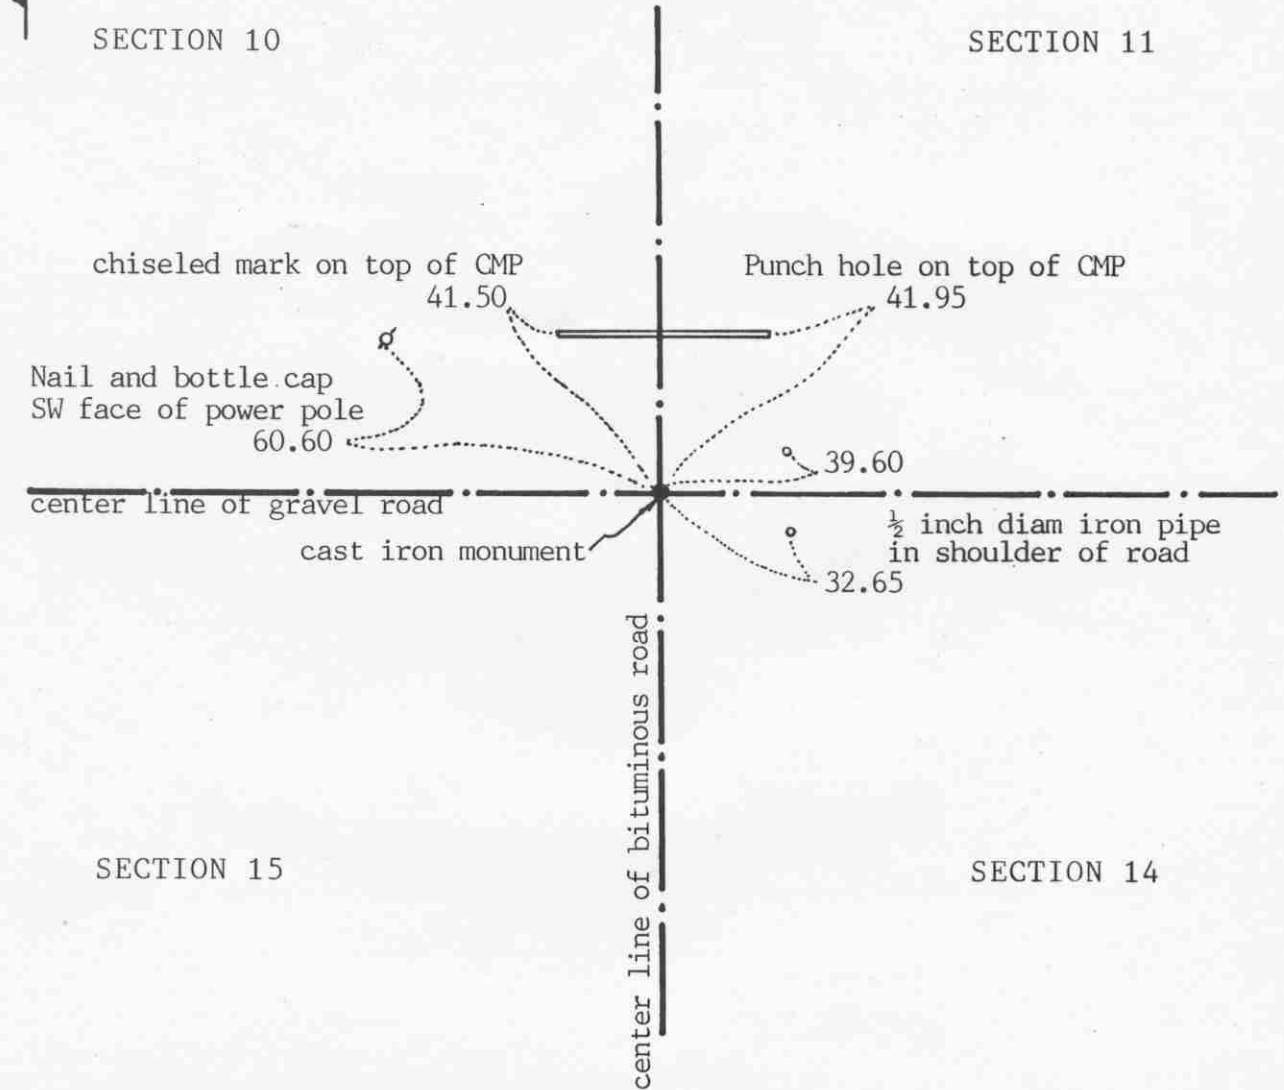 SECTION 10
SECTION 11
chiseled mark on top of CMP
41.50
Punch hole on top of CMP
41.95
Nail and bottle cap
SW face of power pole
60.60
39.60
center line of gravel road
cast iron monument
½ inch diam iron pipe
in shoulder of road
32.65
center line of bituminous road
SECTION 15
SECTION 14